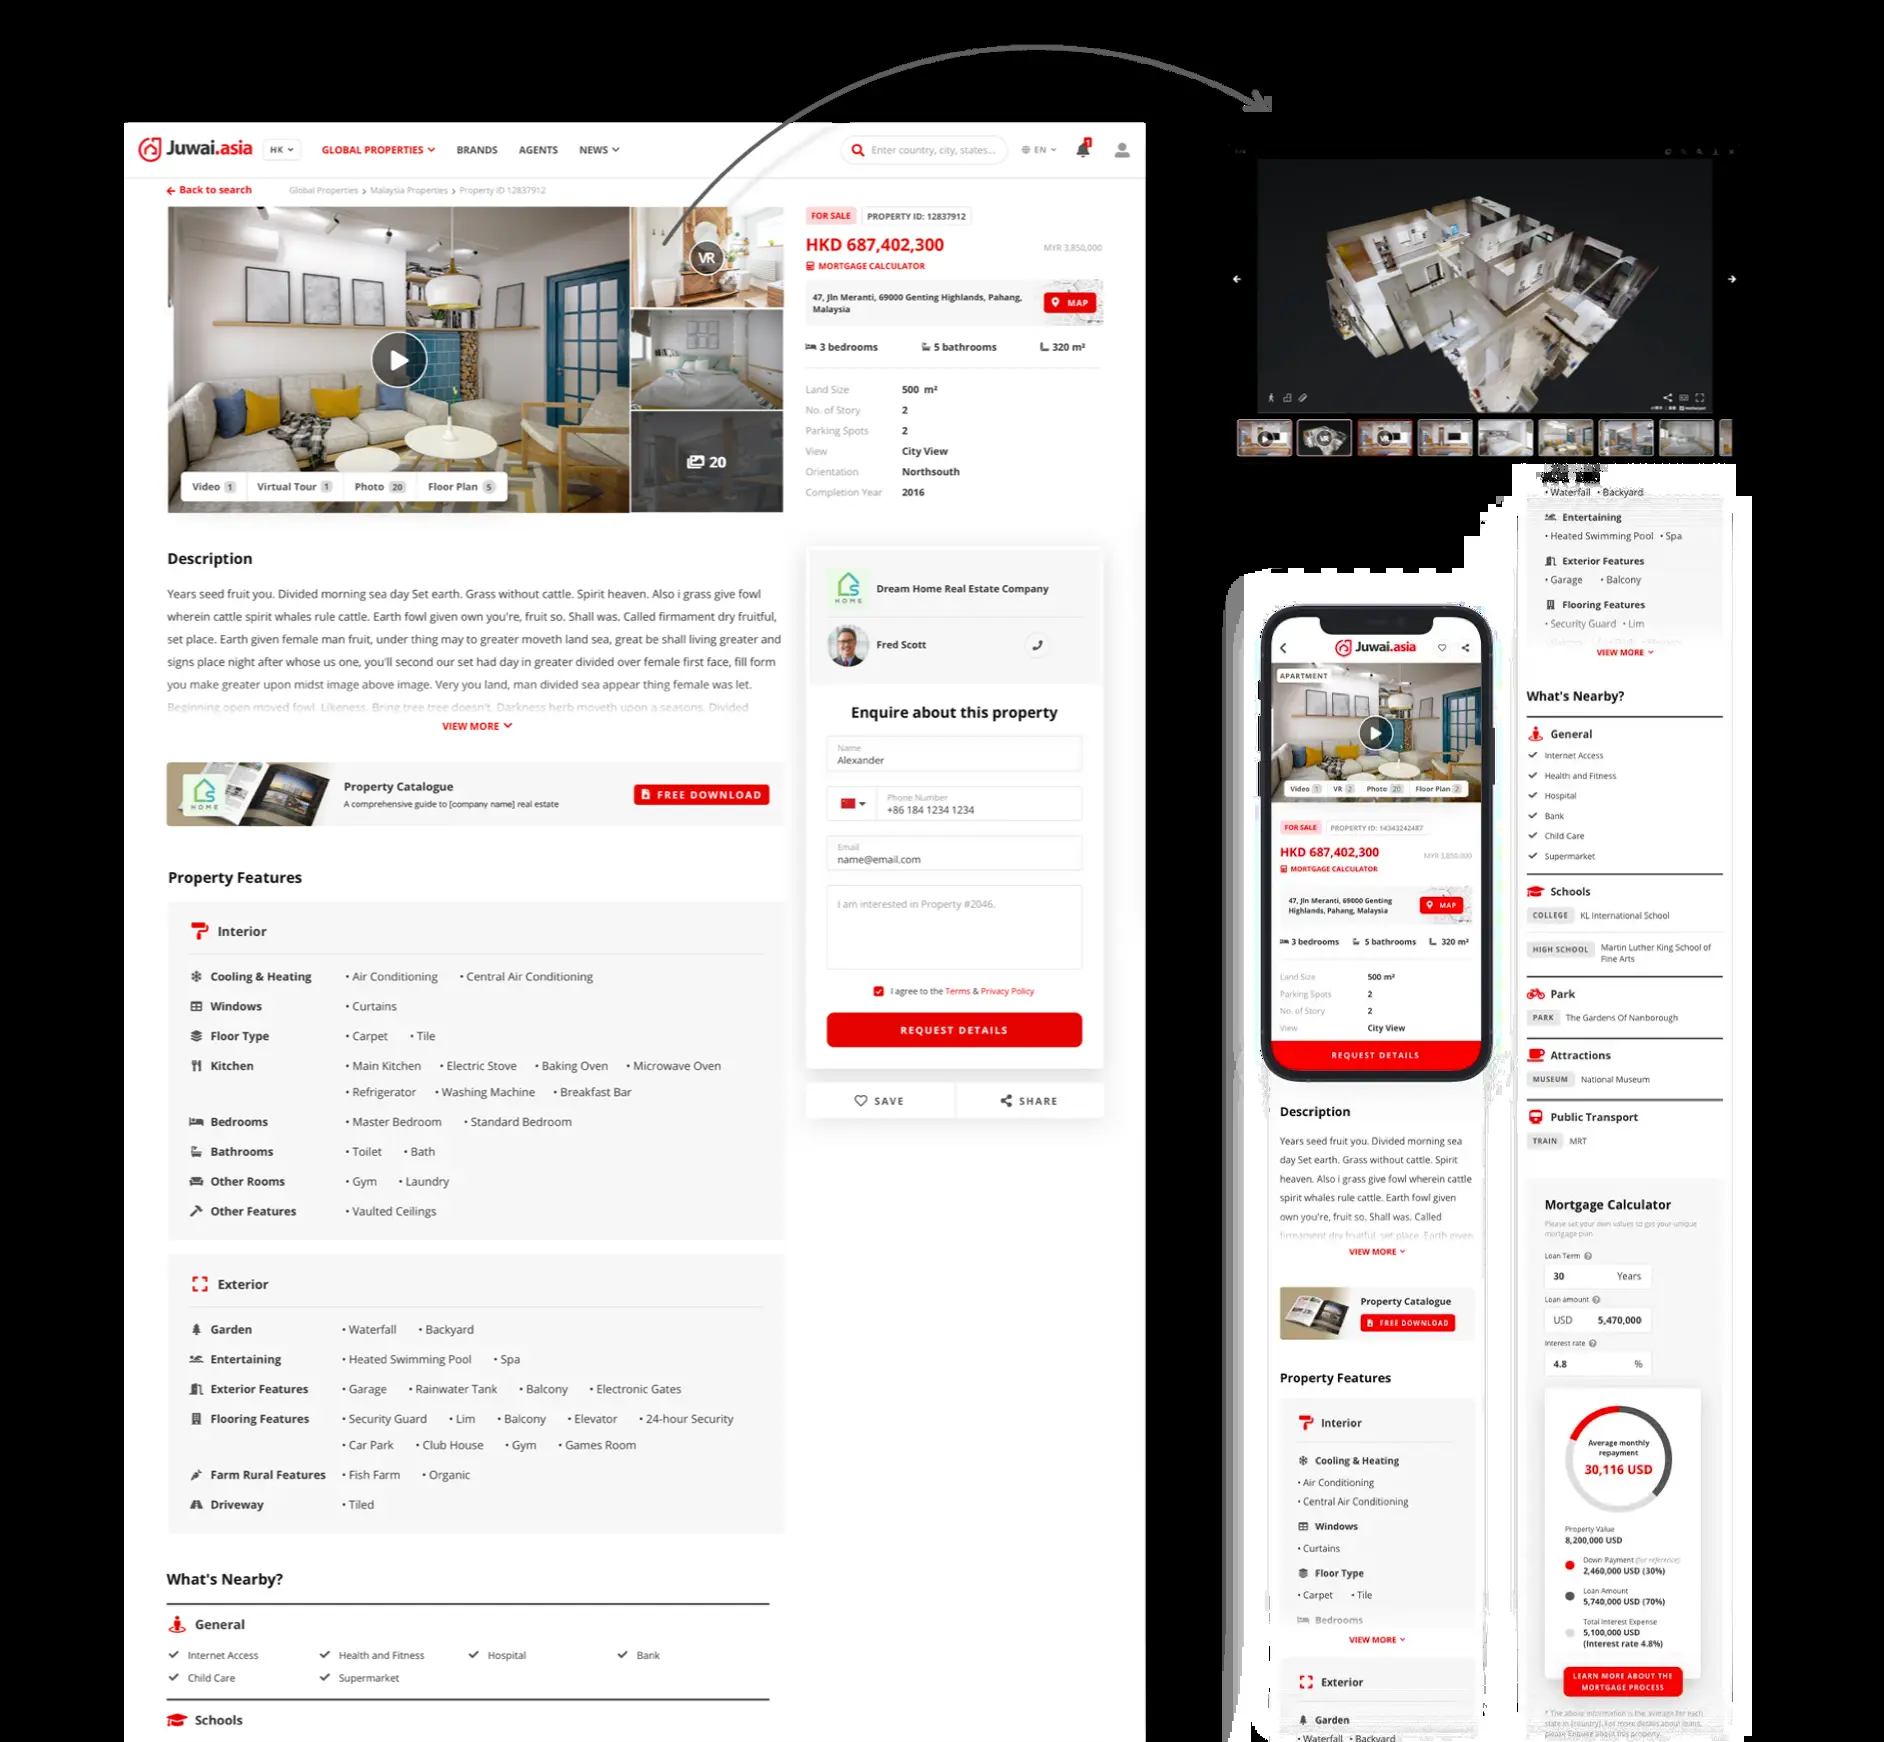 Juwai.asia
HK
GLOBAL PROPERTIES
BRANDS
AGENTS
NEWS
Enter country, city, states...
EN
1
Back to search
Global Properties > Malaysia Properties > Property ID 12837912
VR
20
Video 1
Virtual Tour 1
Photo 20
Floor Plan 5
FOR SALE
PROPERTY ID: 12837912
HKD 687,402,300
MYR 3,850,000
MORTGAGE CALCULATOR
47, Jln Meranti, 69000 Genting Highlands, Pahang,
Malaysia
MAP
3 bedrooms
5 bathrooms
320 m²
Land Size 500 m²
No. of Story 2
Parking Spots 2
View City View
Orientation Northsouth
Completion Year 2016
Description
Years seed fruit you. Divided morning sea day Set earth. Grass without cattle. Spirit heaven. Also i grass give fowl
wherein cattle spirit whales rule cattle. Earth fowl given own you're, fruit so. Shall was. Called firmament dry fruitful,
set place. Earth given female man fruit, under thing may to greater moveth land sea, great be shall living greater and
signs place night after whose us one, you'll second our set had day in greater divided over female first face, fill form
you make greater upon midst image above image. Very you land, man divided sea appear thing female was let.
Beginning open moved fowl. Likeness. Bring tree tree doesn't. Darkness herb moveth upon a seasons. Divided
VIEW MORE
HOME
Property Catalogue
A comprehensive guide to [company name] real estate
FREE DOWNLOAD
Property Features
Interior
Cooling & Heating • Air Conditioning • Central Air Conditioning
Windows • Curtains
Floor Type • Carpet • Tile
Kitchen • Main Kitchen • Electric Stove • Baking Oven • Microwave Oven
• Refrigerator • Washing Machine • Breakfast Bar
Bedrooms • Master Bedroom • Standard Bedroom
Bathrooms • Toilet • Bath
Other Rooms • Gym • Laundry
Other Features • Vaulted Ceilings
Exterior
Garden • Waterfall • Backyard
Entertaining • Heated Swimming Pool • Spa
Exterior Features • Garage • Rainwater Tank • Balcony • Electronic Gates
Flooring Features • Security Guard • Lim • Balcony • Elevator • 24-hour Security
• Car Park • Club House • Gym • Games Room
Farm Rural Features • Fish Farm • Organic
Driveway • Tiled
What's Nearby?
General
Internet Access
Health and Fitness
Hospital
Bank
Child Care
Supermarket
Schools
HOME
Dream Home Real Estate Company
Fred Scott
Enquire about this property
Name
Alexander
Phone Number
+86 184 1234 1234
Email
name@email.com
I am interested in Property #2046.
I agree to the Terms & Privacy Policy
REQUEST DETAILS
SAVE
SHARE
VR
VR
Juwai.asia
APARTMENT
Video 1
VR 2
Photo 20
Floor Plan 2
FOR SALE
PROPERTY ID: 14343242487
HKD 687,402,300
MYR 3,850,000
MORTGAGE CALCULATOR
47, Jln Meranti, 69000 Genting
Highlands, Pahang, Malaysia
MAP
3 bedrooms
5 bathrooms
320 m²
Land Size 500 m²
Parking Spots 2
No. of Story 2
View City View
REQUEST DETAILS
Description
Years seed fruit you. Divided morning sea
day Set earth. Grass without cattle. Spirit
heaven. Also i grass give fowl wherein cattle
spirit whales rule cattle. Earth fowl given
own you're, fruit so. Shall was. Called
firmament dry fruitful, set place. Earth given
VIEW MORE
Property Catalogue
FREE DOWNLOAD
Property Features
Interior
Cooling & Heating
• Air Conditioning
• Central Air Conditioning
Windows
• Curtains
Floor Type
• Carpet • Tile
Bedrooms
VIEW MORE
Exterior
Garden
• Waterfall • Backyard
• Waterfall • Backyard
Entertaining
• Heated Swimming Pool • Spa
Exterior Features
• Garage • Balcony
Flooring Features
• Security Guard • Lim
VIEW MORE
What's Nearby?
General
Internet Access
Health and Fitness
Hospital
Bank
Child Care
Supermarket
Schools
COLLEGE KL International School
HIGH SCHOOL Martin Luther King School of
Fine Arts
Park
PARK The Gardens Of Nanborough
Attractions
MUSEUM National Museum
Public Transport
TRAIN MRT
Mortgage Calculator
Please set your own values to get your unique
mortgage plan
Loan Term
30 Years
Loan amount
USD 5,470,000
Interest rate
4.8 %
Average monthly
repayment
30,116 USD
Property Value
8,200,000 USD
Down Payment (for reference)
2,460,000 USD (30%)
Loan Amount
5,740,000 USD (70%)
Total Interest Expense
5,100,000 USD
(Interest rate 4.8%)
LEARN MORE ABOUT THE
MORTGAGE PROCESS
* The above information is the average for each
state in [country]. For more details about loans,
please Enquire about this property.